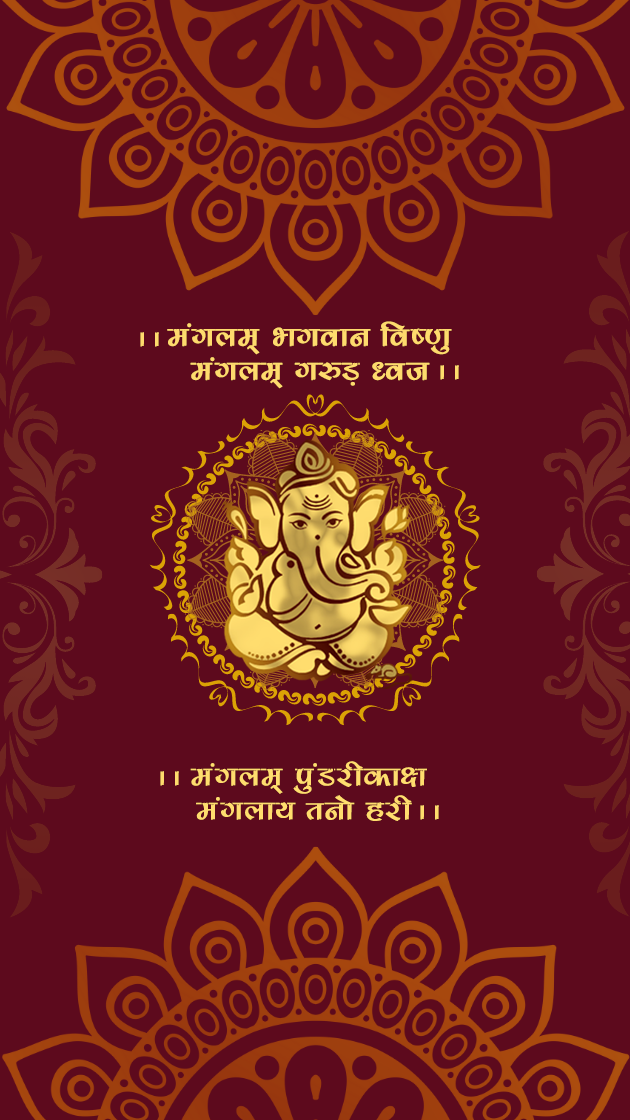 ।। मंगलम् भगवान विष्णु
मंगलम् गरुड़ ध्वज ।।
।। मंगलम् पुंडरीकाक्ष
मंगलाय तनो हरी ।।